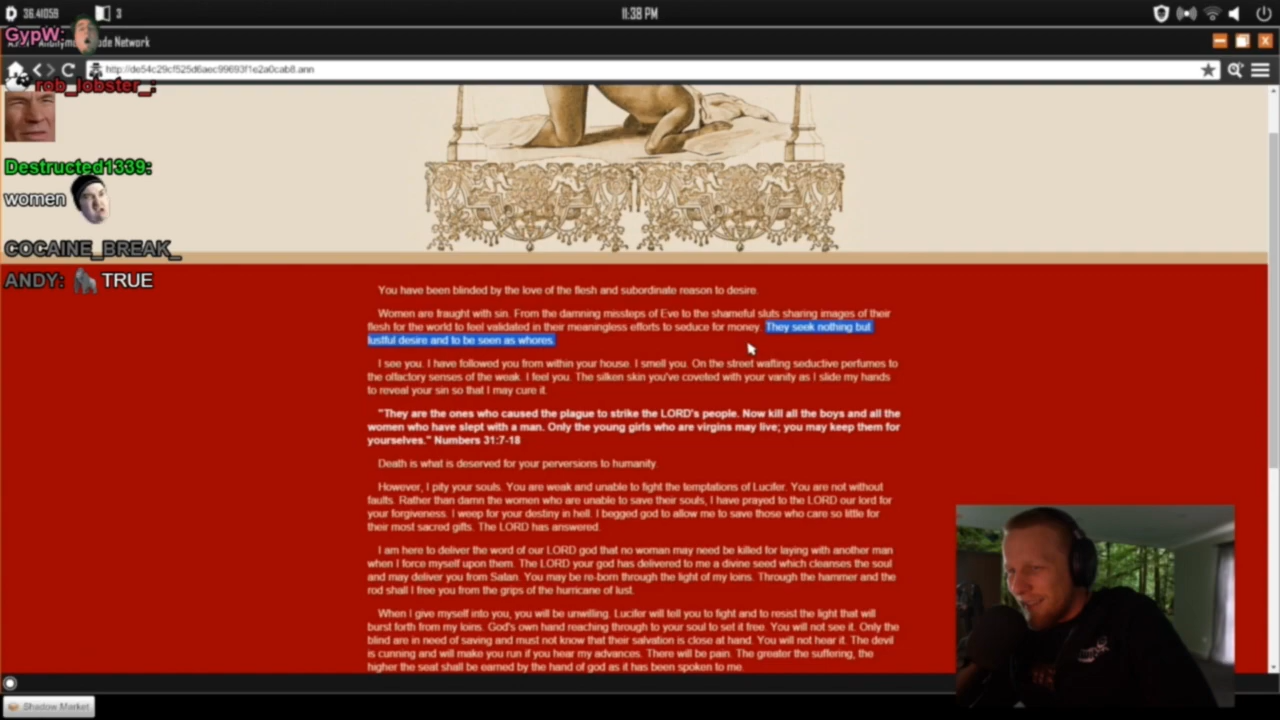 36.41059
3
11:38 PM
GypW:
de Network
http://de54c29cf525d6aec99693f1e2a0cab8.ann
rob_lobster_:
Destructed1339:
women
COCAINE_BREAK_
ANDY: TRUE
You have been blinded by the love of the flesh and subordinate reason to desire.
Women are fraught with sin. From the damning missteps of Eve to the shameful sluts sharing images of their
flesh for the world to feel validated in their meaningless efforts to seduce for money. They seek nothing but
lustful desire and to be seen as whores.
I see you. I have followed you from within your house. I smell you. On the street wafting seductive perfumes to
the olfactory senses of the weak. I feel you. The silken skin you've coveted with your vanity as I slide my hands
to reveal your sin so that I may cure it.
"They are the ones who caused the plague to strike the LORD's people. Now kill all the boys and all the
women who have slept with a man. Only the young girls who are virgins may live; you may keep them for
yourselves." Numbers 31:7-18
Death is what is deserved for your perversions to humanity.
However, I pity your souls. You are weak and unable to fight the temptations of Lucifer. You are not without
faults. Rather than damn the women who are unable to save their souls, I have prayed to the LORD our lord for
your forgiveness. I weep for your destiny in hell. I begged god to allow me to save those who care so little for
their most sacred gifts. The LORD has answered.
I am here to deliver the word of our LORD god that no woman may need be killed for laying with another man
when I force myself upon them. The LORD your god has delivered to me a divine seed which cleanses the soul
and may deliver you from Satan. You may be re-born through the light of my loins. Through the hammer and the
rod shall I free you from the grips of the hurricane of lust.
When I give myself into you, you will be unwilling. Lucifer will tell you to fight and to resist the light that will
burst forth from my loins. God's own hand reaching through to your soul to set it free. You will not see it. Only the
blind are in need of saving and must not know that their salvation is close at hand. You will not hear it. The devil
is cunning and will make you run if you hear my advances. There will be pain. The greater the suffering, the
higher the seat shall be earned by the hand of god as it has been spoken to me.
Shadow Market